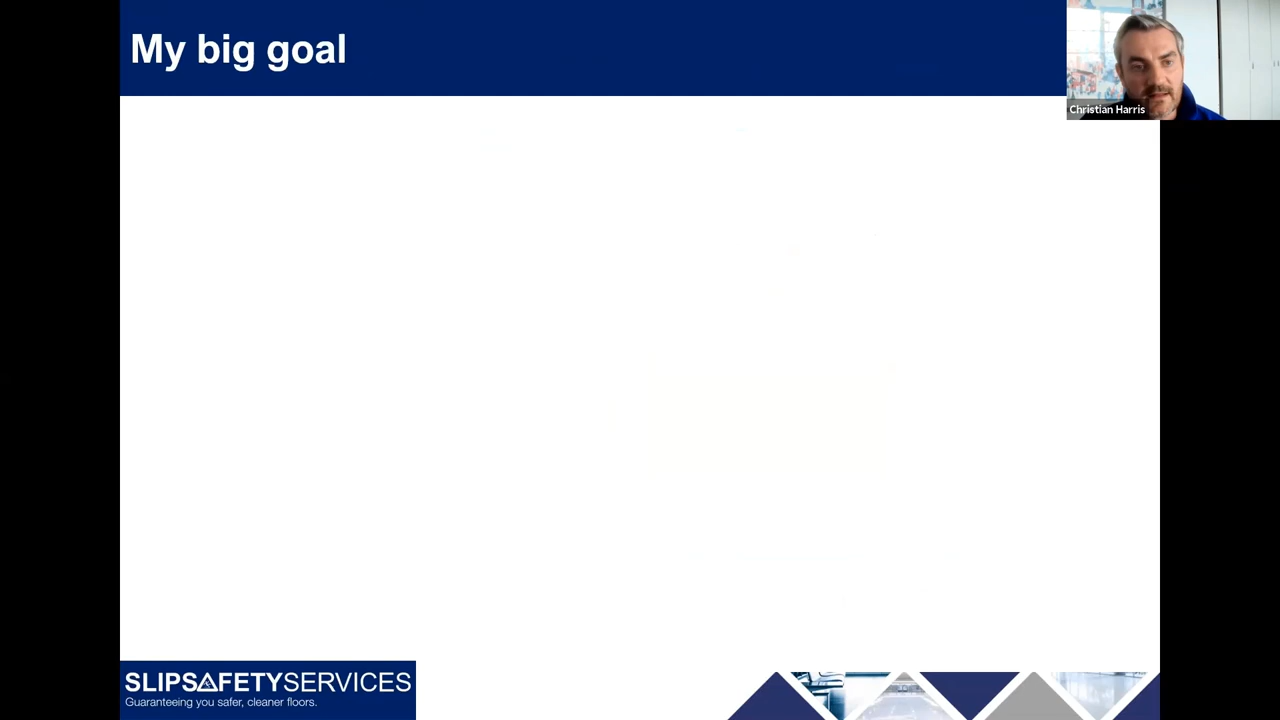 My big goal
Christian Harris
SLIPSAFETYSERVICES
Guaranteeing you safer, cleaner floors.